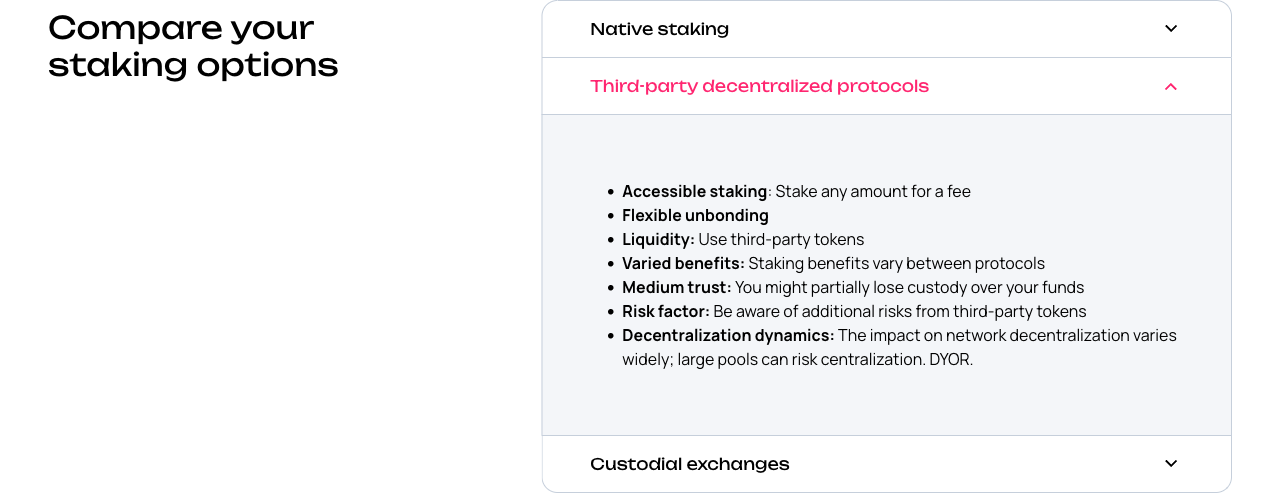 Compare your
staking options
Native staking
Third-party decentralized protocols
• Accessible staking: Stake any amount for a fee
• Flexible unbonding
• Liquidity: Use third-party tokens
• Varied benefits: Staking benefits vary between protocols
• Medium trust: You might partially lose custody over your funds
• Risk factor: Be aware of additional risks from third-party tokens
• Decentralization dynamics: The impact on network decentralization varies
widely; large pools can risk centralization. DYOR.
Custodial exchanges